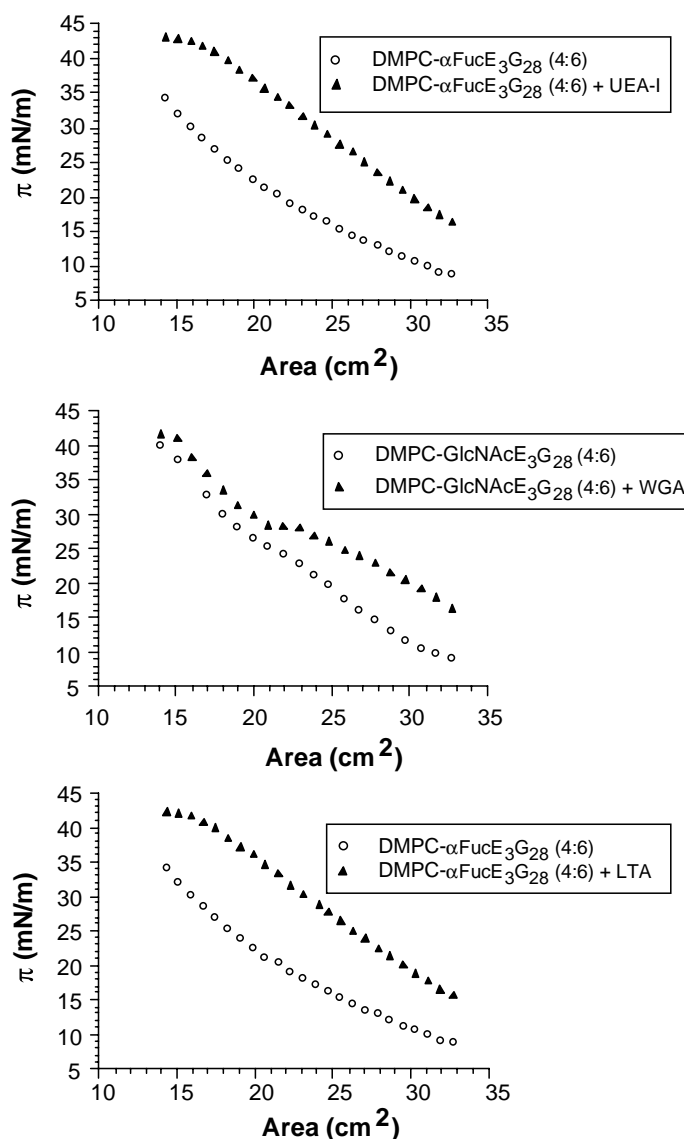 45
40
35
30
25
20
15
10
5
π (mN/m)
10 15 20 25 30 35
Area (cm²)
DMPC-αFucE₃G₂₈ (4:6)
DMPC-αFucE₃G₂₈ (4:6) + UEA-I
45
40
35
30
25
20
15
10
5
π (mN/m)
10 15 20 25 30 35
Area (cm²)
DMPC-GlcNAcE₃G₂₈ (4:6)
DMPC-GlcNAcE₃G₂₈ (4:6) + WGA
45
40
35
30
25
20
15
10
5
π (mN/m)
10 15 20 25 30 35
Area (cm²)
DMPC-αFucE₃G₂₈ (4:6)
DMPC-αFucE₃G₂₈ (4:6) + LTA